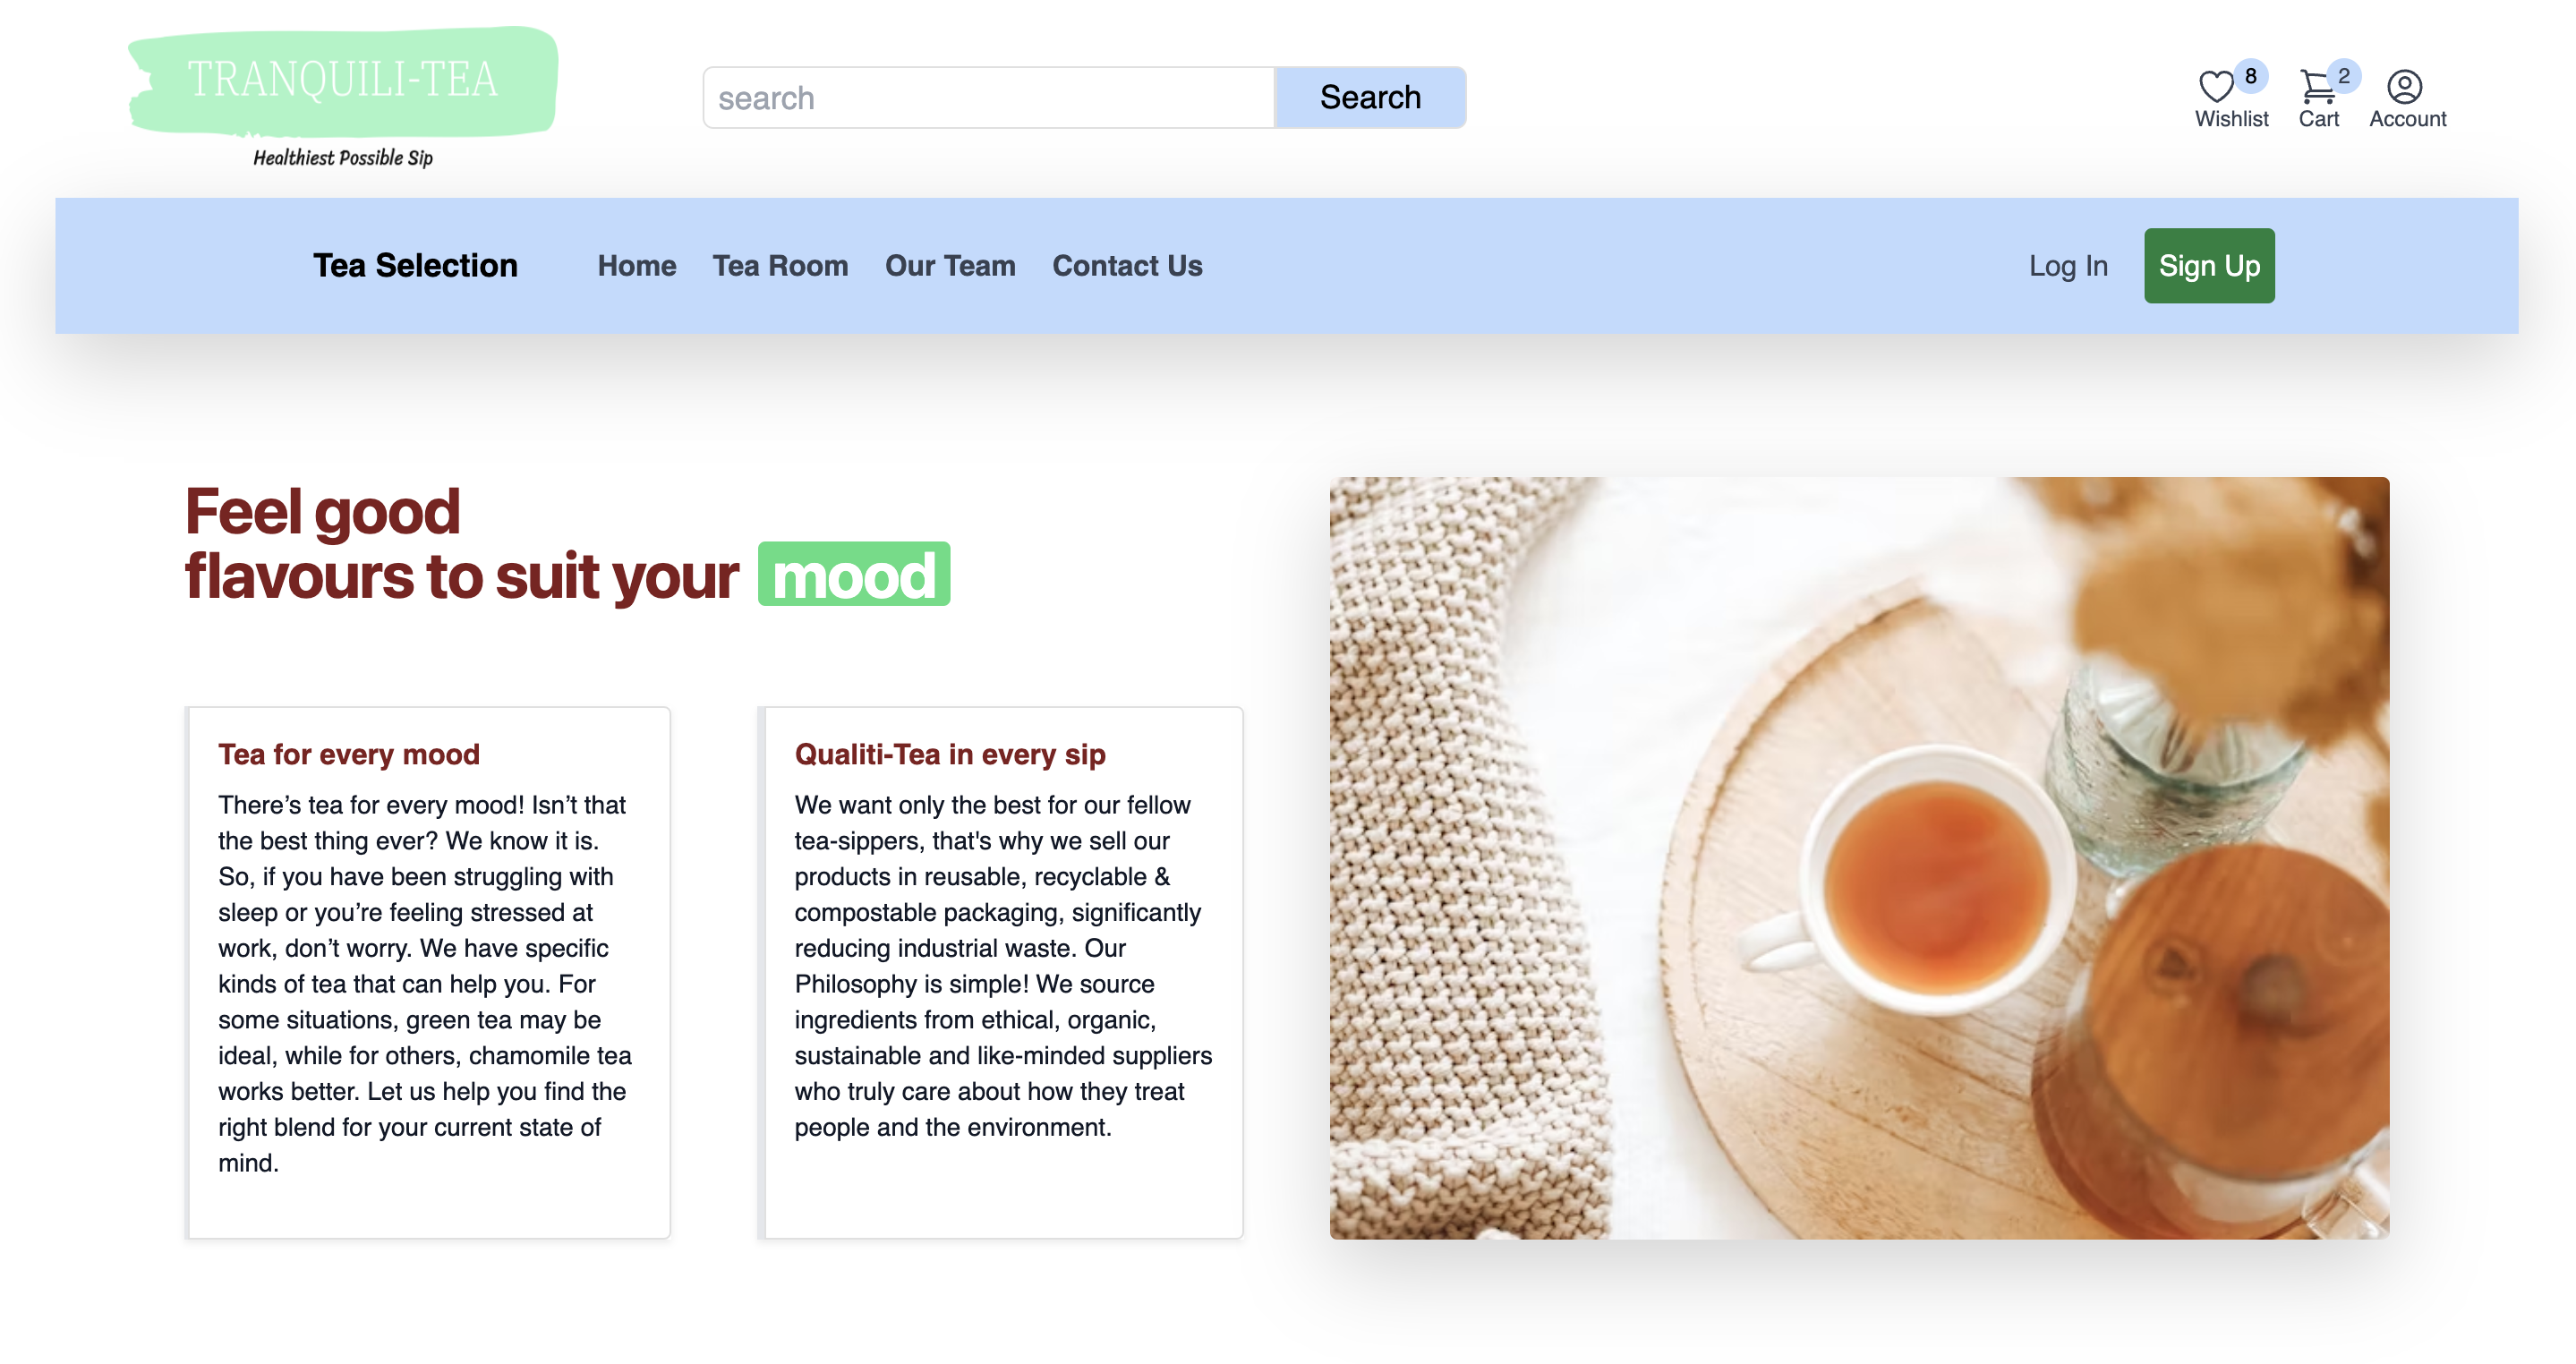 TRANQUILI-TEA
Healthiest Possible Sip
search
Search
8
Wishlist
2
Cart
Account
Tea Selection
Home
Tea Room
Our Team
Contact Us
Log In
Sign Up
Feel good
flavours to suit your mood
Tea for every mood
There’s tea for every mood! Isn’t that
the best thing ever? We know it is.
So, if you have been struggling with
sleep or you’re feeling stressed at
work, don’t worry. We have specific
kinds of tea that can help you. For
some situations, green tea may be
ideal, while for others, chamomile tea
works better. Let us help you find the
right blend for your current state of
mind.
Qualiti-Tea in every sip
We want only the best for our fellow
tea-sippers, that's why we sell our
products in reusable, recyclable &
compostable packaging, significantly
reducing industrial waste. Our
Philosophy is simple! We source
ingredients from ethical, organic,
sustainable and like-minded suppliers
who truly care about how they treat
people and the environment.